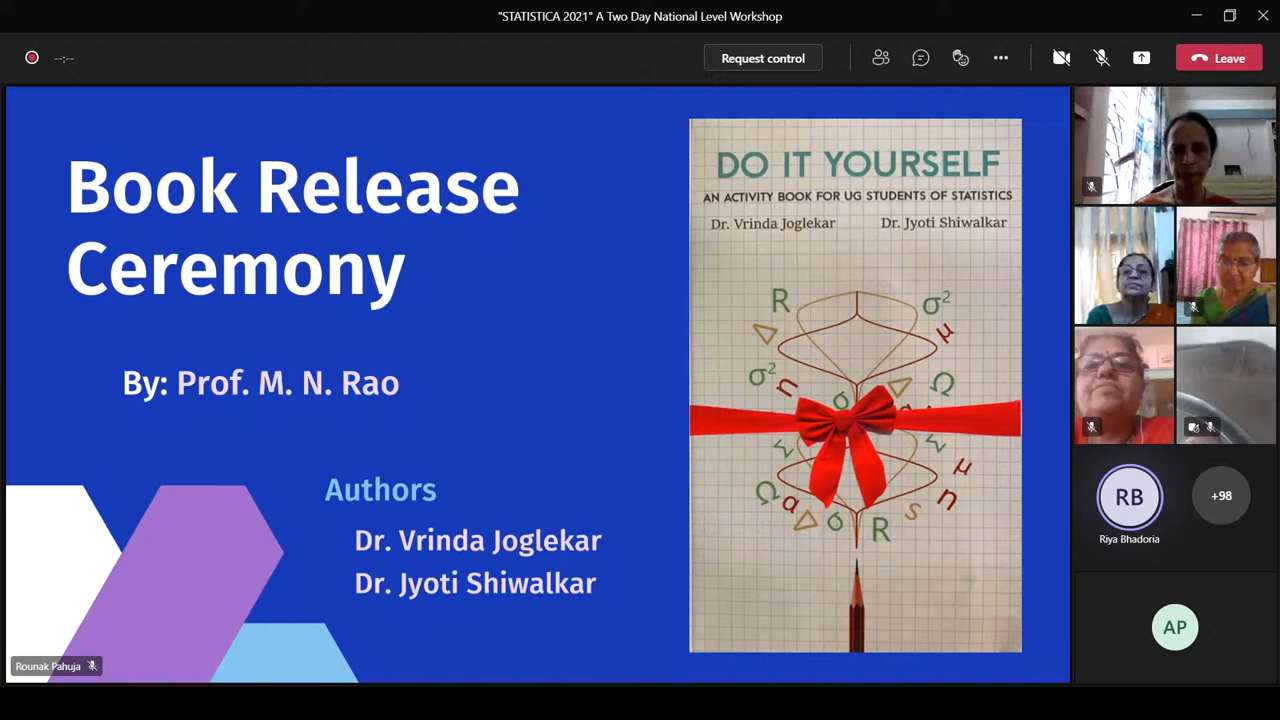 "STATISTICA 2021" A Two Day National Level Workshop
--:--
Request control
Leave
Book Release
Ceremony
By: Prof. M. N. Rao
Authors
Dr. Vrinda Joglekar
Dr. Jyoti Shiwalkar
DO IT YOURSELF
AN ACTIVITY BOOK FOR UG STUDENTS OF STATISTICS
Dr. Vrinda Joglekar Dr. Jyoti Shiwalkar
R σ²
Δ μ
σ² n Ω
σ Δ
Σ Σ
μ
Ω a s n
Δ σ R
RB
+98
Riya Bhadoria
AP
Rounak Pahuja